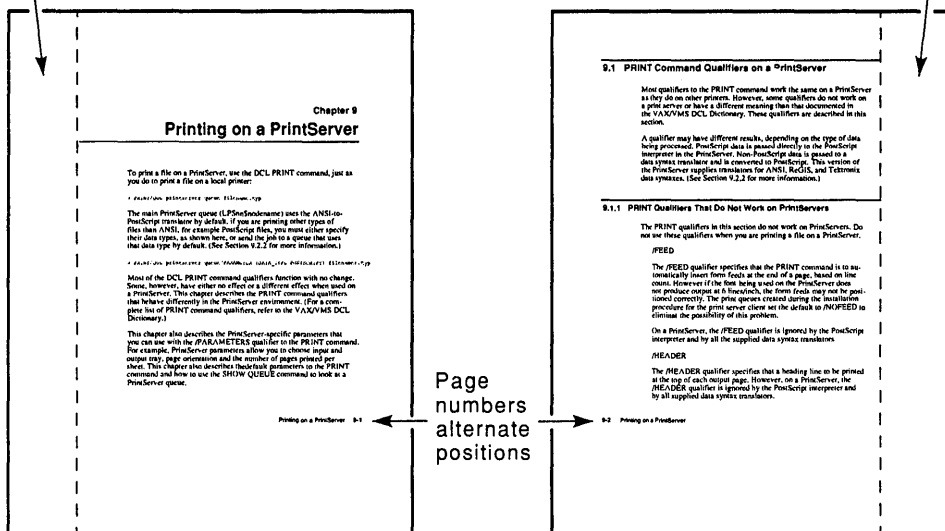 Chapter 9
Printing on a PrintServer
To print a file on a PrintServer, use the DCL PRINT command, just as
you do to print a file on a local printer:
The main PrintServer queue (LPSne$nodename) uses the ANSI-to-
PostScript translator by default, if you are printing other types of
files than ANSI, for example PostScript files, you must either specify
their data types, as shown here, or send the job to a queue that uses
that data type by default. (See Section 9.2.2 for more information.)
Most of the DCL PRINT command qualifiers function with no change.
Some, however, have either no effect or a different effect when used on
a PrintServer. This chapter describes the PRINT command qualifiers
that behave differently in the PrintServer environment. (For a com-
plete list of PRINT command qualifiers, refer to the VAX/VMS DCL
Dictionary.)
This chapter also describes the PrintServer-specific parameters that
you can use with the /PARAMETERS qualifier to the PRINT command.
For example, PrintServer parameters allow you to choose input and
output tray, page orientation and the number of pages printed per
sheet. This chapter also describes thedefault parameters to the PRINT
command and how to use the SHOW QUEUE command to look at a
PrintServer queue.
Printing on a PrintServer 9-1
Page
numbers
alternate
positions
9.1 PRINT Command Qualifiers on a PrintServer
Most qualifiers to the PRINT command work the same on a PrintServer
as they do on other printers. However, some qualifiers do not work on
a print server or have a different meaning than that documented in
the VAX/VMS DCL Dictionary. These qualifiers are described in this
section.
A qualifier may have different results, depending on the type of data
being processed. PostScript data is passed directly to the PostScript
interpreter in the PrintServer. Non-PostScript data is passed to a
data syntax translator and is converted to PostScript. This version of
the PrintServer supplies translators for ANSI, ReGIS, and Tektronix
data syntaxes. (See Section 9.2.2 for more information.)
9.1.1 PRINT Qualifiers That Do Not Work on PrintServers
The PRINT qualifiers in this section do not work on PrintServers. Do
not use these qualifiers when you are printing a file on a PrintServer.
/FEED
The /FEED qualifier specifies that the PRINT command is to au-
tomatically insert form feeds at the end of a page, based on line
count. However if the font being used on the PrintServer does
not produce output at 6 lines/inch, the form feeds may not be posi-
tioned correctly. The print queues created during the installation
procedure for the print server client set the default to /NOFEED to
eliminate the possibility of this problem.
On a PrintServer, the /FEED qualifier is ignored by the PostScript
interpreter and by all the supplied data syntax translators
/HEADER
The /HEADER qualifier specifies that a heading line to be printed
at the top of each output page. However, on a PrintServer, the
/HEADER qualifier is ignored by the PostScript interpreter and
by all supplied data syntax translators.
9-2 Printing on a PrintServer